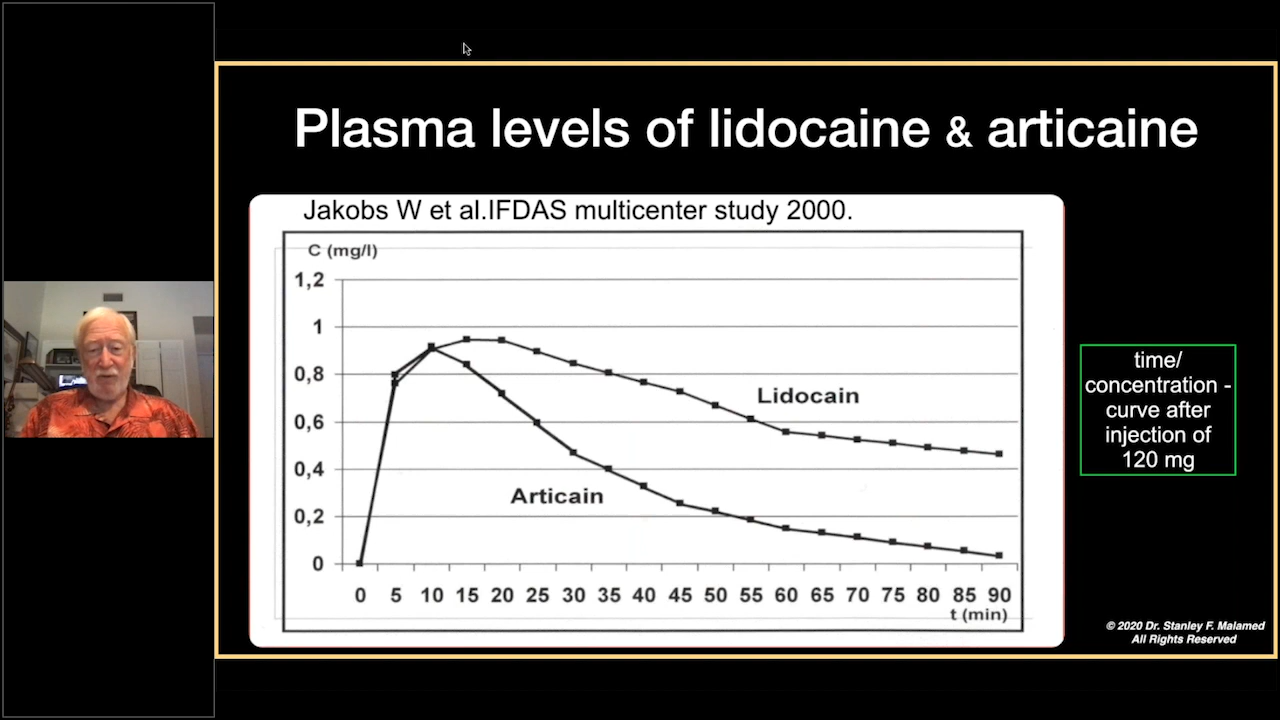 Plasma levels of lidocaine & articaine
Jakobs W et al.IFDAS multicenter study 2000.
C (mg/l)
1,2
1
0,8
0,6
0,4
0,2
0
Lidocain
Articain
0 5 10 15 20 25 30 35 40 45 50 55 60 65 70 75 80 85 90
t (min)
time/
concentration -
curve after
injection of
120 mg
© 2020 Dr. Stanley F. Malamed
All Rights Reserved